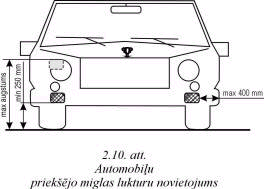 max augstums
min 250 mm
max 400 mm
2.10. att.
Automobiļu
priekšējo miglas lukturu novietojums